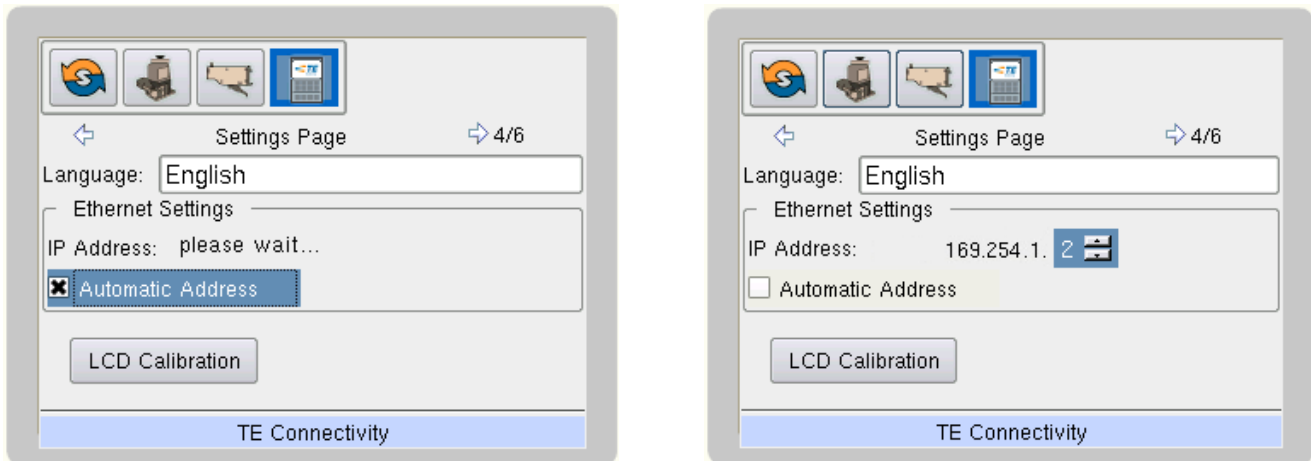 S
TE
Settings Page 4/6
Language: English
Ethernet Settings
IP Address: please wait...
Automatic Address
LCD Calibration
TE Connectivity
S
TE
Settings Page 4/6
Language: English
Ethernet Settings
IP Address: 169.254.1. 2
Automatic Address
LCD Calibration
TE Connectivity